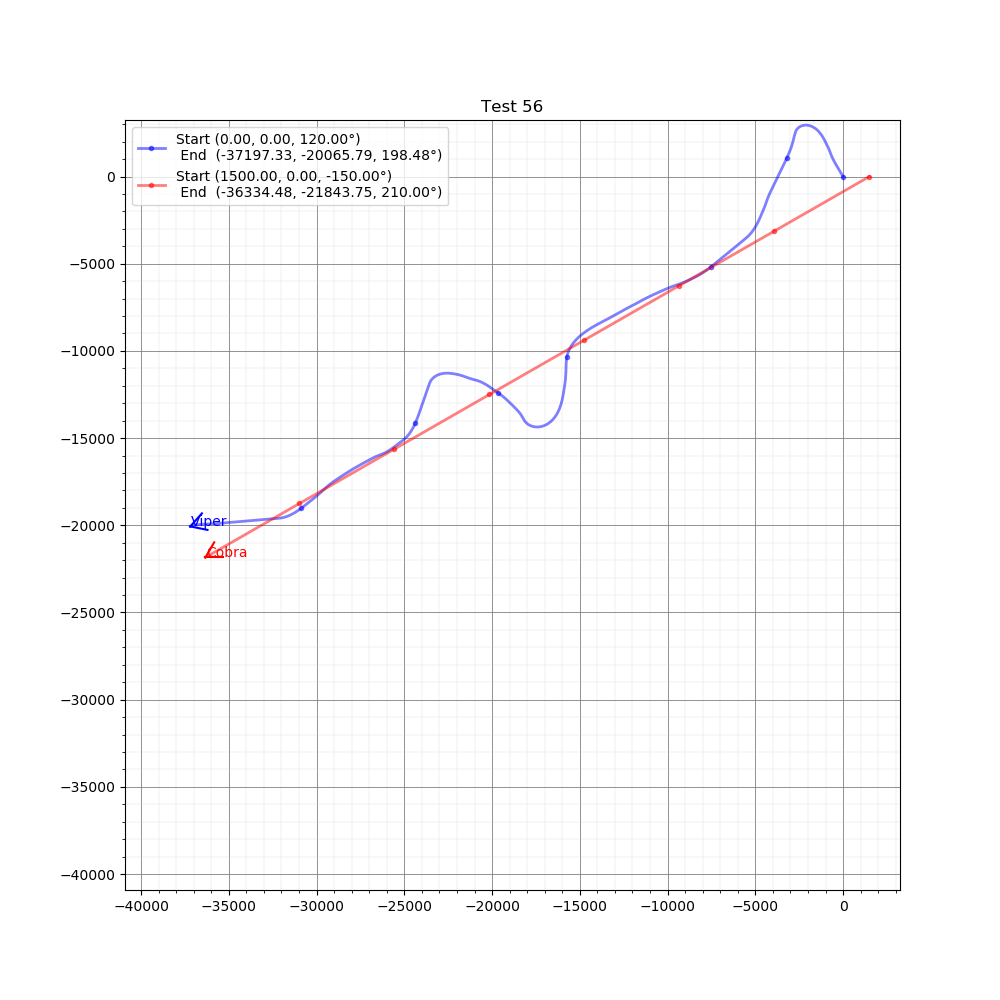 Test 56
Start (0.00, 0.00, 120.00°)
End (-37197.33, -20065.79, 198.48°)
Start (1500.00, 0.00, -150.00°)
End (-36334.48, -21843.75, 210.00°)
0
−5000
−10000
−15000
−20000
−25000
−30000
−35000
−40000
Viper
Cobra
−40000 −35000 −30000 −25000 −20000 −15000 −10000 −5000 0